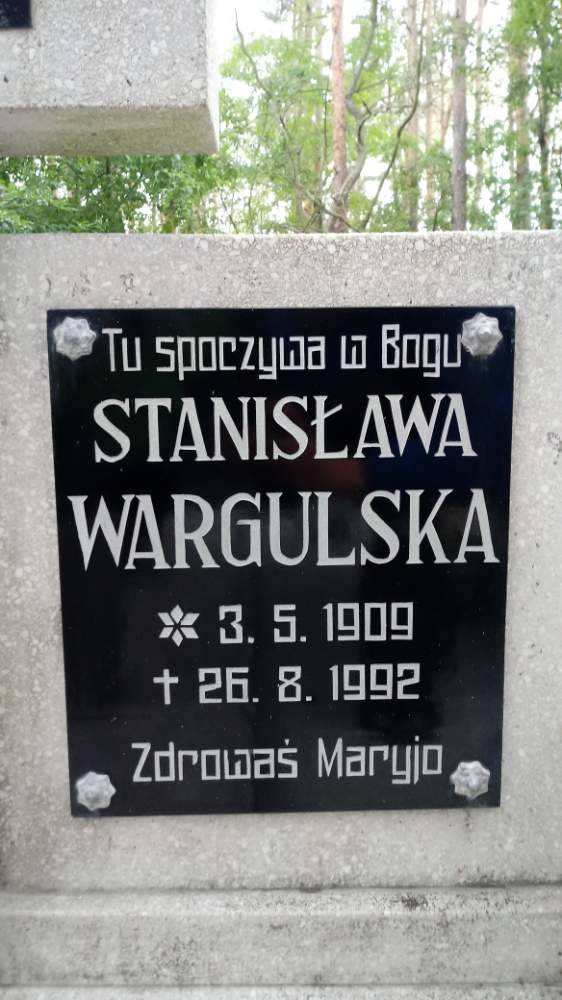 Tu spoczywa w Bogu
STANISŁAWA
WARGULSKA
* 3. 5. 1909
† 26. 8. 1992
Zdrowaś Maryjo